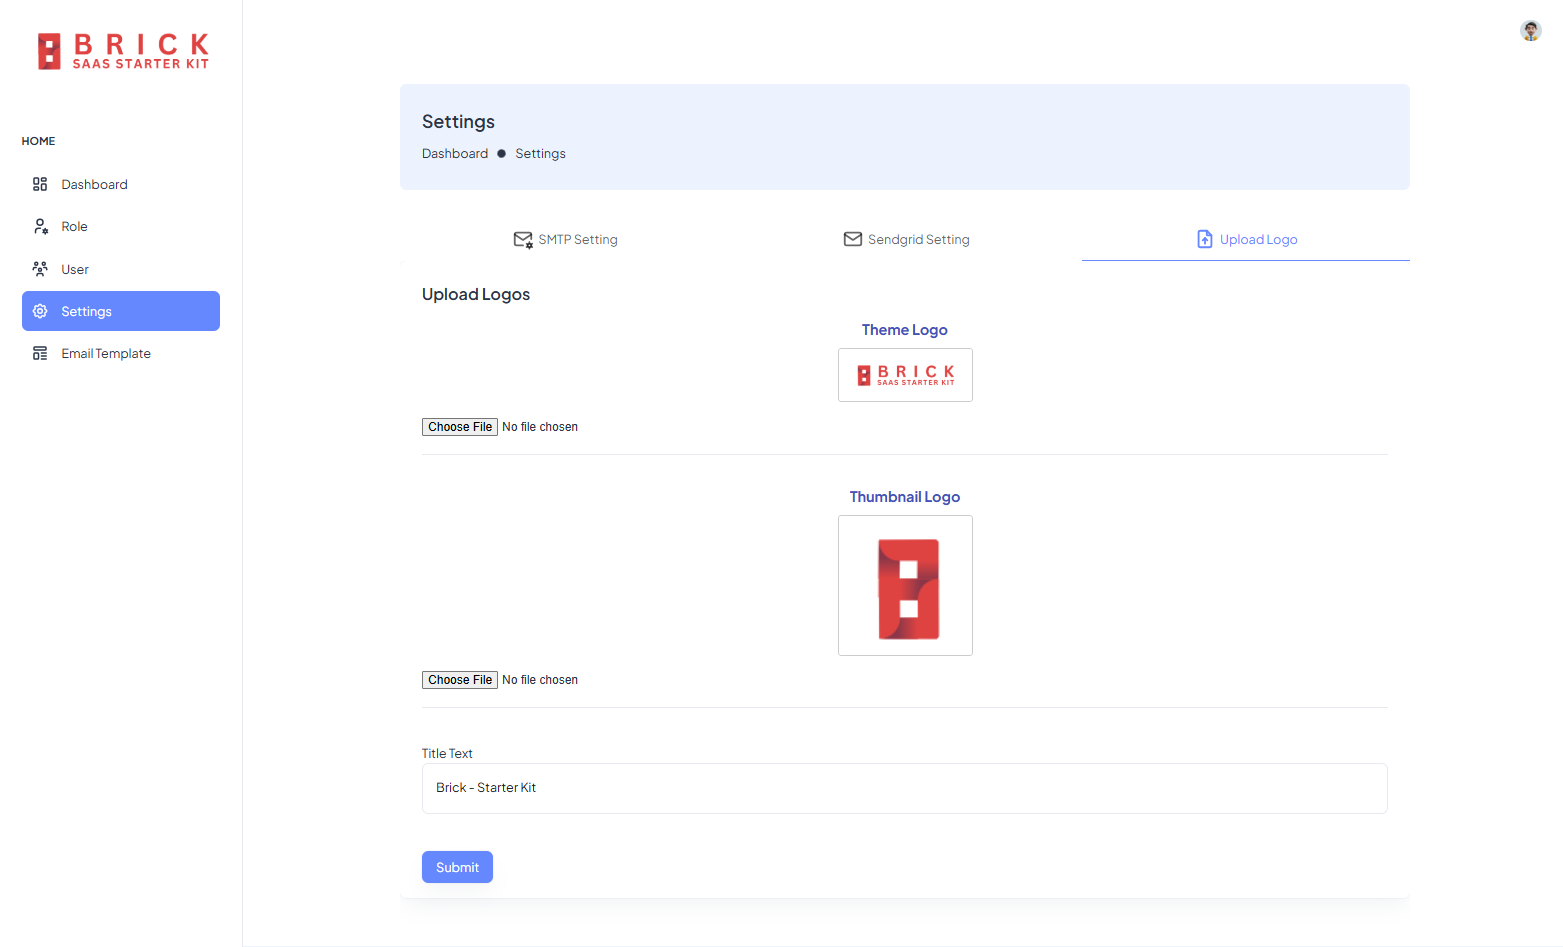 BRICK
SAAS STARTER KIT
HOME
Dashboard
Role
User
Settings
Email Template
Settings
Dashboard ● Settings
SMTP Setting
Sendgrid Setting
Upload Logo
Upload Logos
Theme Logo
BRICK
SAAS STARTER KIT
Choose File No file chosen
Thumbnail Logo
Choose File No file chosen
Title Text
Brick - Starter Kit
Submit